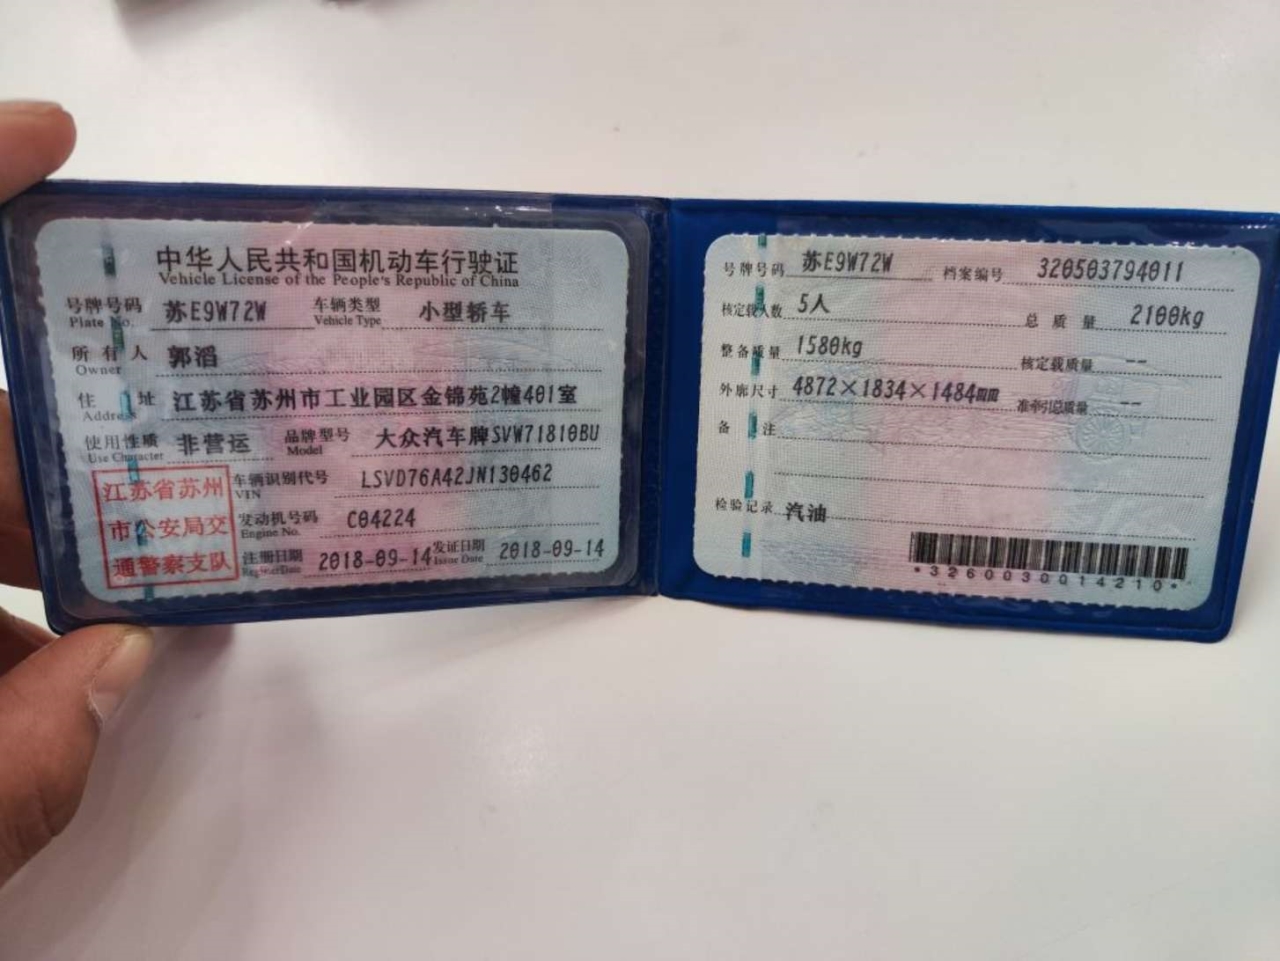 中华人民共和国机动车行驶证
Vehicle License of the People's Republic of China
号牌号码 苏E9W72W 车辆类型 小型轿车
Plate No. Vehicle Type
所有人 郭滔
Owner
住址 江苏省苏州市工业园区金锦苑2幢401室
Address
使用性质 非营运 品牌型号 大众汽车牌SVW71810BU
Use Character Model
江苏省苏州
市公安局交
通警察支队
车辆识别代号 LSVD76A42JN130462
VIN
发动机号码 C04224
Engine No.
注册日期 2018-09-14 发证日期 2018-09-14
Register Date Issue Date
号牌号码 苏E9W72W 档案编号 320503794011
核定载人数 5人 总质量 2100kg
整备质量 1580kg 核定载质量 --
外廓尺寸 4872×1834×1484mm 准牵引总质量 --
备注
检验记录 汽油
*3260030014210*